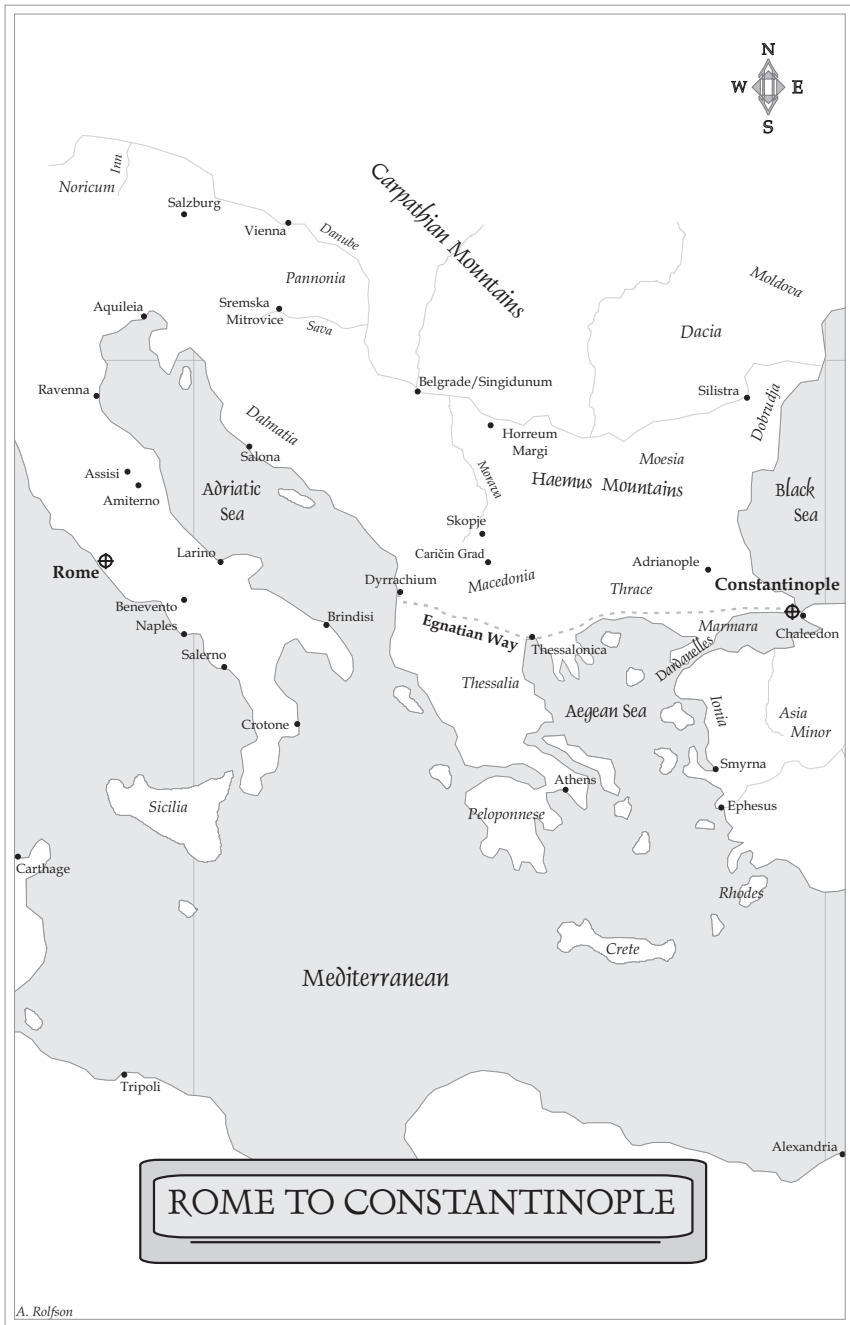 N
W E
S
Inn
Noricum
Salzburg
Vienna
Danube
Carpathian Mountains
Pannonia
Moldova
Aquileia
Sremska
Mitrovice
Sava
Dacia
Ravenna
Belgrade/Singidunum
Silistra
Dobrudja
Dalmatia
Salona
Horreum
Margi
Moesia
Assisi
Amiterno
Adriatic
Sea
Morava
Haemus Mountains
Black
Sea
Skopje
Rome
Larino
Caričin Grad
Adrianople
Dyrrachium
Macedonia
Thrace
Constantinople
Benevento
Naples
Brindisi
Egnatian Way
Marmara
Chalcedon
Salerno
Thessalonica
Dardanelles
Thessalia
Ionia
Aegean Sea
Asia
Minor
Crotone
Smyrna
Athens
Sicilia
Peloponnese
Ephesus
Carthage
Rhodes
Crete
Mediterranean
Tripoli
Alexandria
ROME TO CONSTANTINOPLE
A. Rolfson